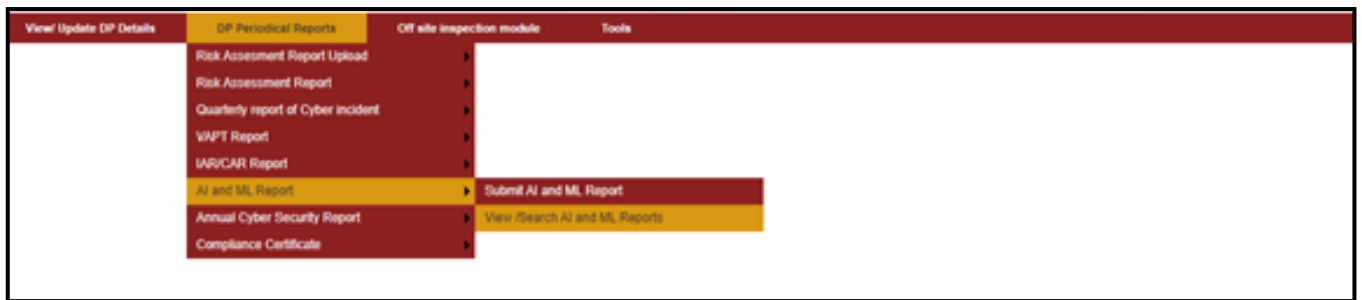 View/ Update DP Details DP Periodical Reports Off site inspection module Tools
Risk Assesment Report Upload
Risk Assessment Report
Quarterly report of Cyber incident
VAPT Report
IAR/CAR Report
AI and ML Report Submit AI and ML Report
Annual Cyber Security Report View /Search AI and ML Reports
Compliance Certificate